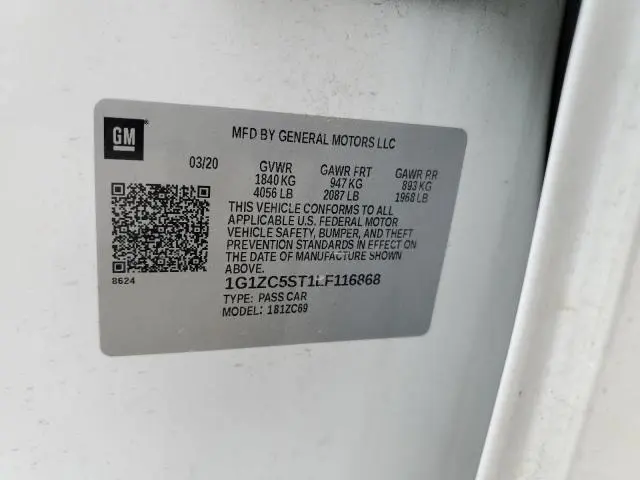 GM
MFD BY GENERAL MOTORS LLC
03/20 GVWR GAWR FRT GAWR RR
1840 KG 947 KG 893 KG
4056 LB 2087 LB 1968 LB
THIS VEHICLE CONFORMS TO ALL
APPLICABLE U.S. FEDERAL MOTOR
VEHICLE SAFETY, BUMPER, AND THEFT
PREVENTION STANDARDS IN EFFECT ON
THE DATE OF MANUFACTURE SHOWN
ABOVE.
8624
1G1ZC5ST1LF116868
TYPE: PASS CAR
MODEL: 1B1ZC69